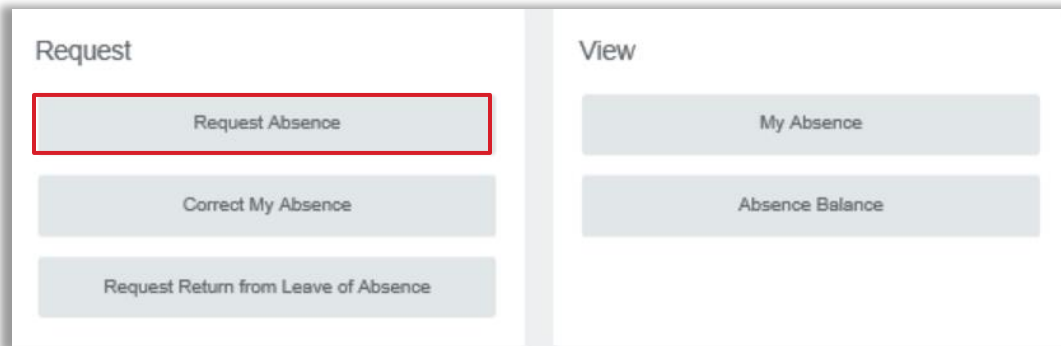 Request
Request Absence
Correct My Absence
Request Return from Leave of Absence
View
My Absence
Absence Balance